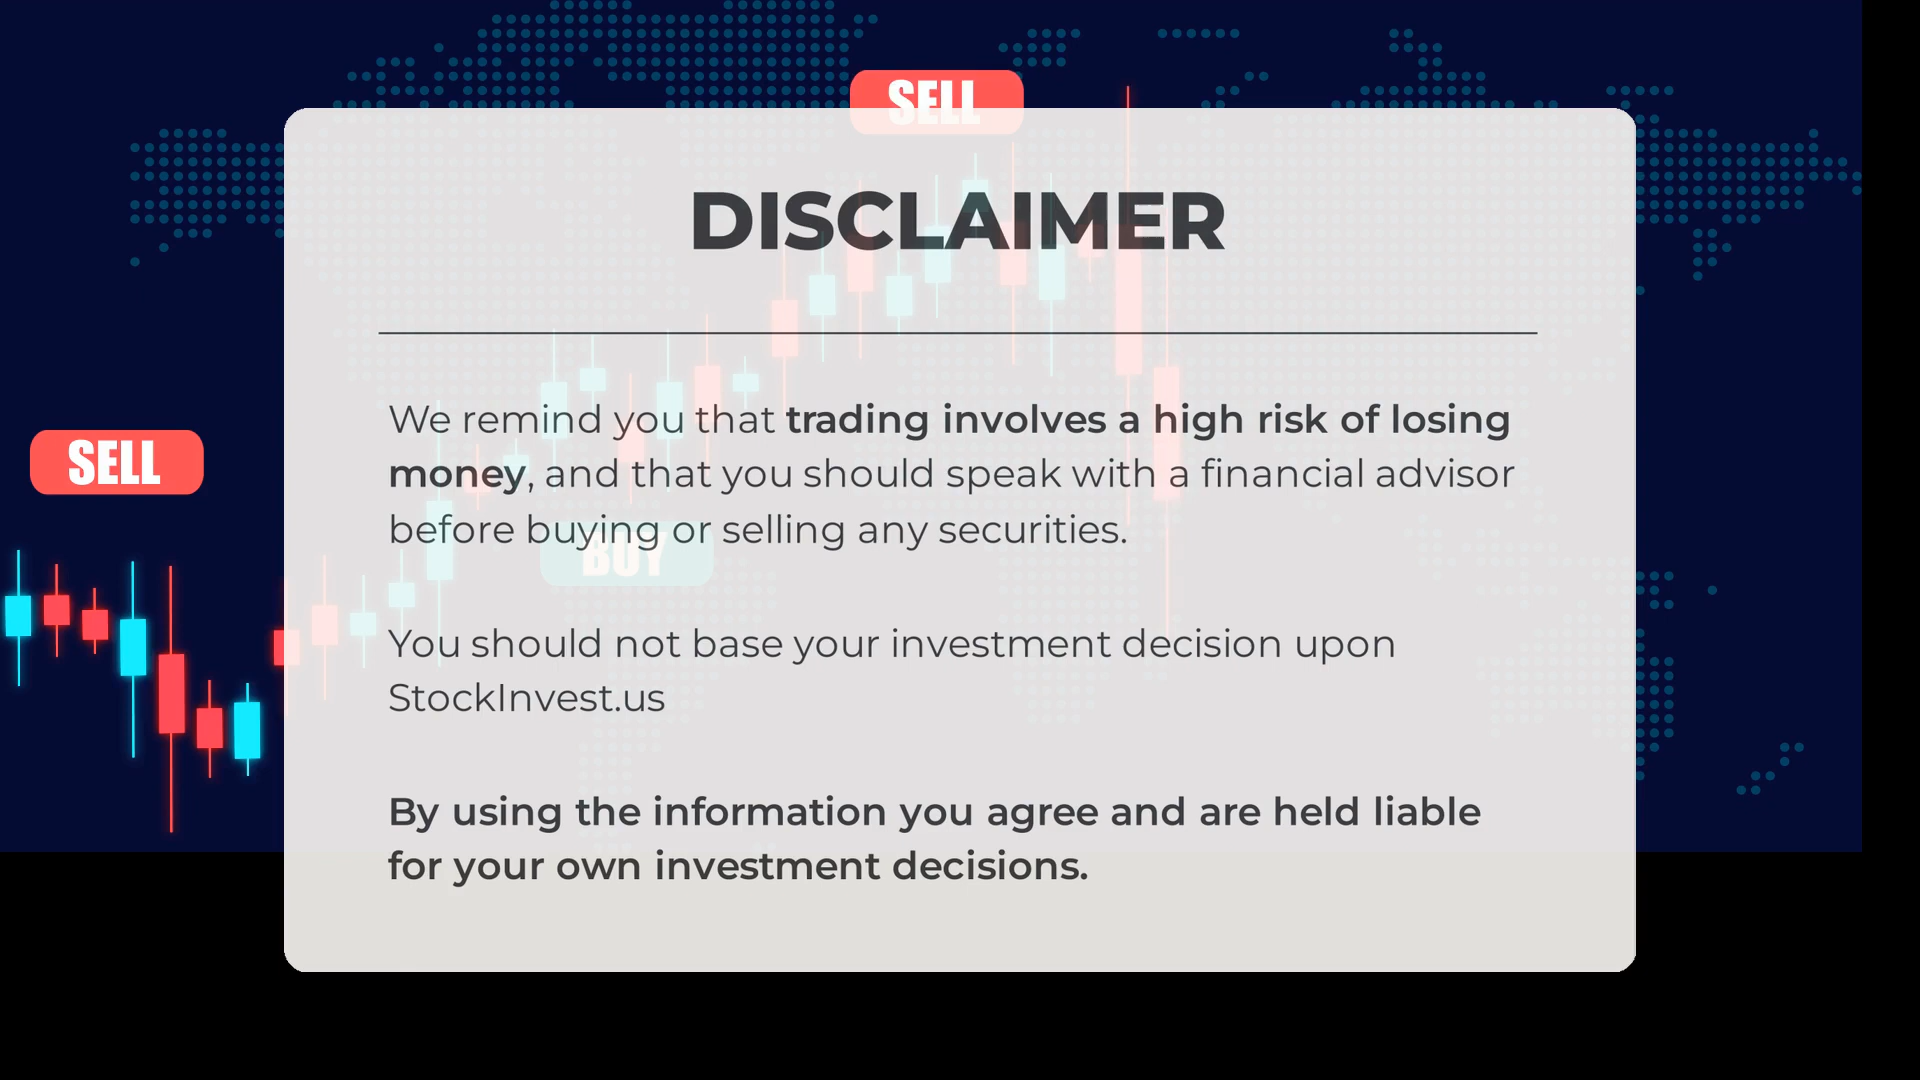 SELL
DISCLAIMER
We remind you that trading involves a high risk of losing
money, and that you should speak with a financial advisor
before buying or selling any securities.
SELL
BUY
You should not base your investment decision upon
StockInvest.us
By using the information you agree and are held liable
for your own investment decisions.